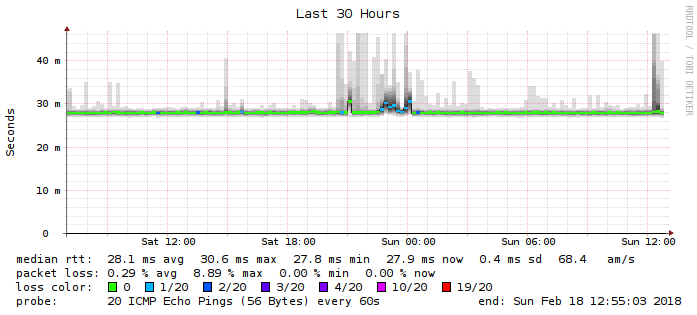 Last 30 Hours
RRDTOOL / TOBI OETIKER
Seconds
40 m
30 m
20 m
10 m
0
Sat 12:00 Sat 18:00 Sun 00:00 Sun 06:00 Sun 12:00
median rtt: 28.1 ms avg 30.6 ms max 27.8 ms min 27.9 ms now 0.4 ms sd 68.4 am/s
packet loss: 0.29 % avg 8.89 % max 0.00 % min 0.00 % now
loss color: 0 1/20 2/20 3/20 4/20 10/20 19/20
probe: 20 ICMP Echo Pings (56 Bytes) every 60s end: Sun Feb 18 12:55:03 2018